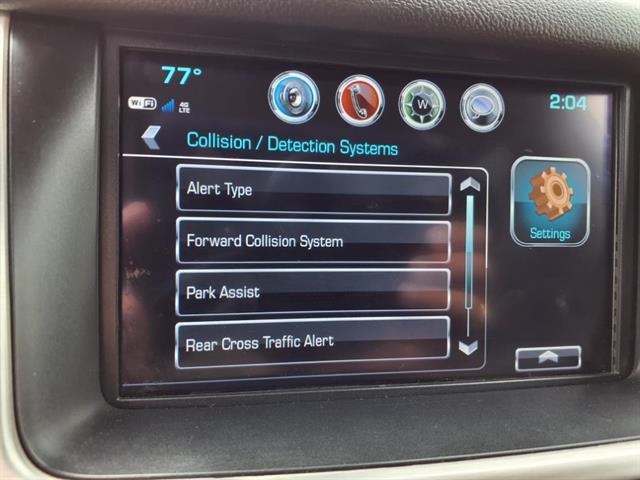 77°
WiFi 4G LTE
W
2:04
Collision / Detection Systems
Alert Type
Forward Collision System
Park Assist
Rear Cross Traffic Alert
Settings